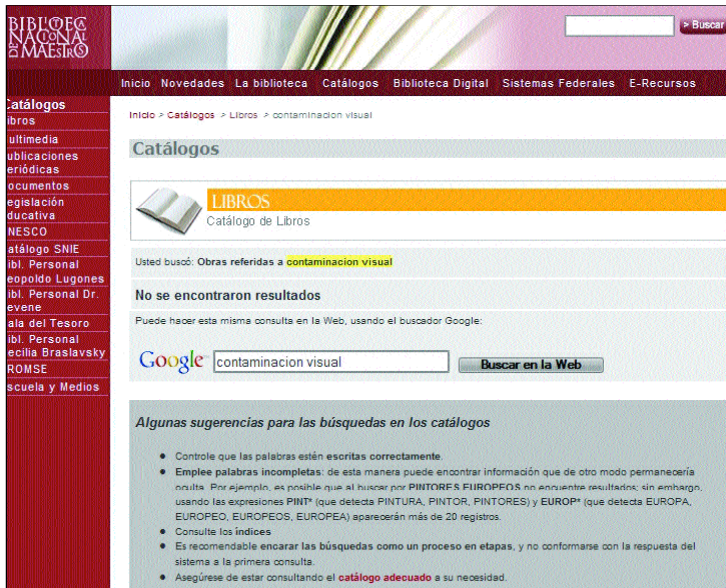 BIBLIOTECA
NACIONAL
DE MAESTROS
> Buscar
Inicio Novedades La biblioteca Catálogos Biblioteca Digital Sistemas Federales E-Recursos
Catálogos
ibros
ultimedia
ublicaciones
eriódicas
ocumentos
egislación
ducativa
NESCO
atálogo SNIE
ibl. Personal
eopoldo Lugones
ibl. Personal Dr.
evene
ala del Tesoro
ibl. Personal
ecilia Braslavsky
ROMSE
scuela y Medios
Inicio > Catálogos > Libros > contaminacion visual
Catálogos
LIBROS
Catálogo de Libros
Usted buscó: Obras referidas a contaminacion visual
No se encontraron resultados
Puede hacer esta misma consulta en la Web, usando el buscador Google:
Google contaminacion visual Buscar en la Web
Algunas sugerencias para las búsquedas en los catálogos
● Controle que las palabras estén escritas correctamente.
● Emplee palabras incompletas: de esta manera puede encontrar información que de otro modo permanecería
oculta. Por ejemplo, es posible que al buscar por PINTORES EUROPEOS no encuentre resultados; sin embargo,
usando las expresiones PINT* (que detecta PINTURA, PINTOR, PINTORES) y EUROP* (que detecta EUROPA,
EUROPEO, EUROPEOS, EUROPEA) aparecerán más de 20 registros.
● Consulte los índices
● Es recomendable encarar las búsquedas como un proceso en etapas, y no conformarse con la respuesta del
sistema a la primera consulta.
● Asegúrese de estar consultando el catálogo adecuado a su necesidad.